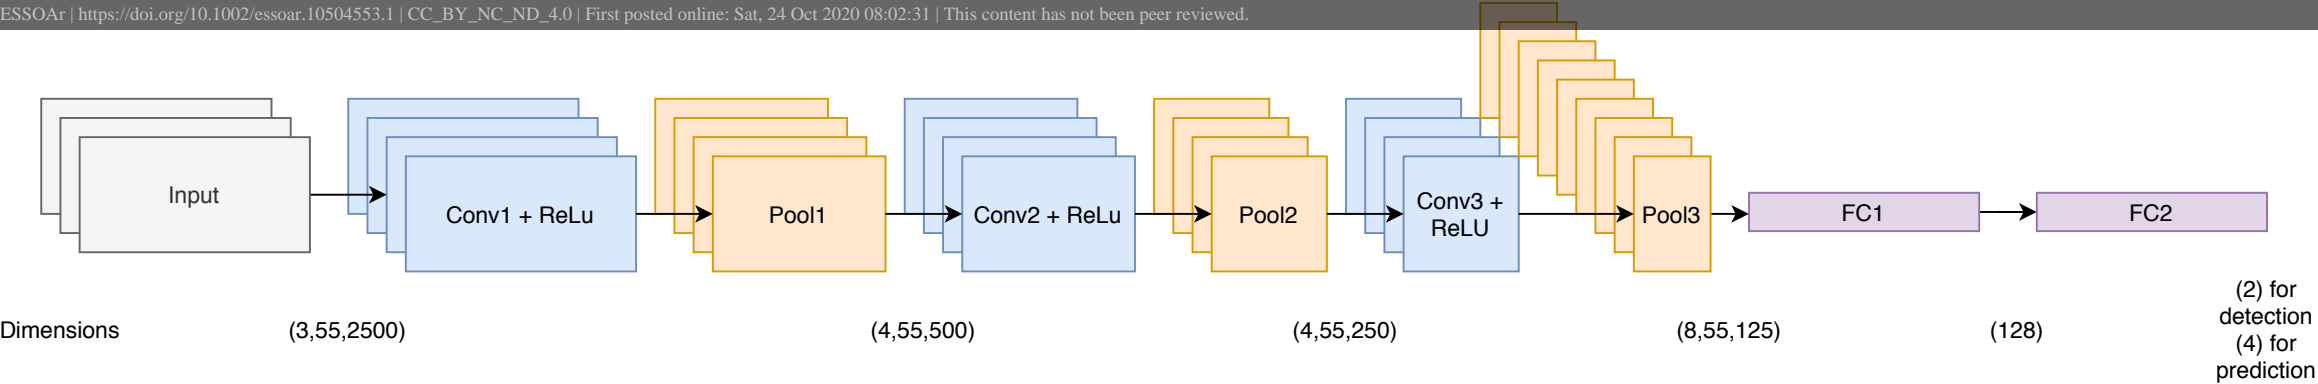 ESSOAr | https://doi.org/10.1002/essoar.10504553.1 | CC_BY_NC_ND_4.0 | First posted online: Sat, 24 Oct 2020 08:02:31 | This content has not been peer reviewed.
Input
Conv1 + ReLu
Pool1
Conv2 + ReLu
Pool2
Conv3 +
ReLU
Pool3
FC1
FC2
Dimensions
(3,55,2500)
(4,55,500)
(4,55,250)
(8,55,125)
(128)
(2) for
detection
(4) for
prediction